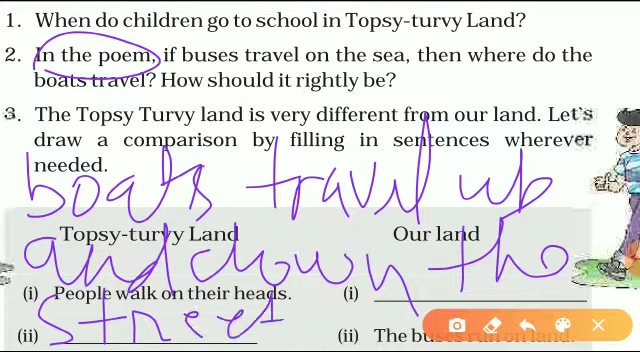 1. When do children go to school in Topsy-turvy Land?
2. In the poem, if buses travel on the sea, then where do the
boats travel? How should it rightly be?
3. The Topsy Turvy land is very different from our land. Let's
draw a comparison by filling in sentences wherever
needed.
boats travel up
Topsy-turvy Land Our land
and down the
(i) People walk on their heads. (i)
street
(ii) (ii) The buses run on land.